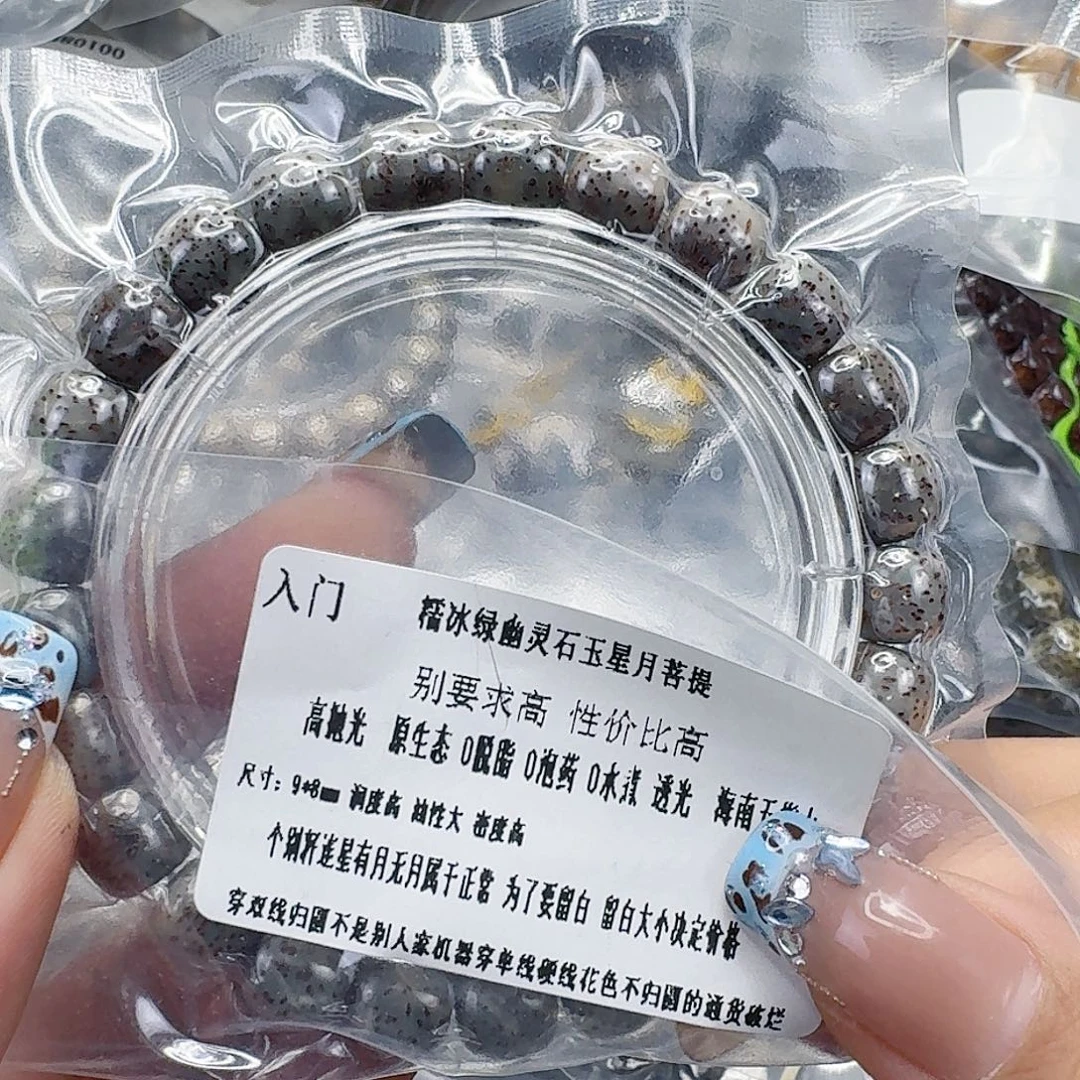 80100
入门 糯冰绿幽灵石玉星月菩提
别要求高 性价比高
高抛光 原生态 0脱脂 0泡药 0水煮 透光 海南
尺寸：9*8mm 润度高 油性大 密度高
个别籽连星有月无月属于正常 为了要留白 留白大小决定价格
穿双线归圆不是别人家机器穿单线硬线花色不归圆的通货破烂